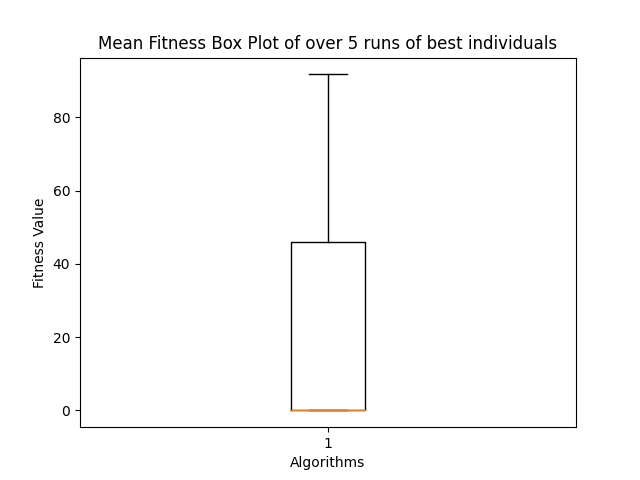 Mean Fitness Box Plot of over 5 runs of best individuals
80
60
40
20
0
Fitness Value
1
Algorithms